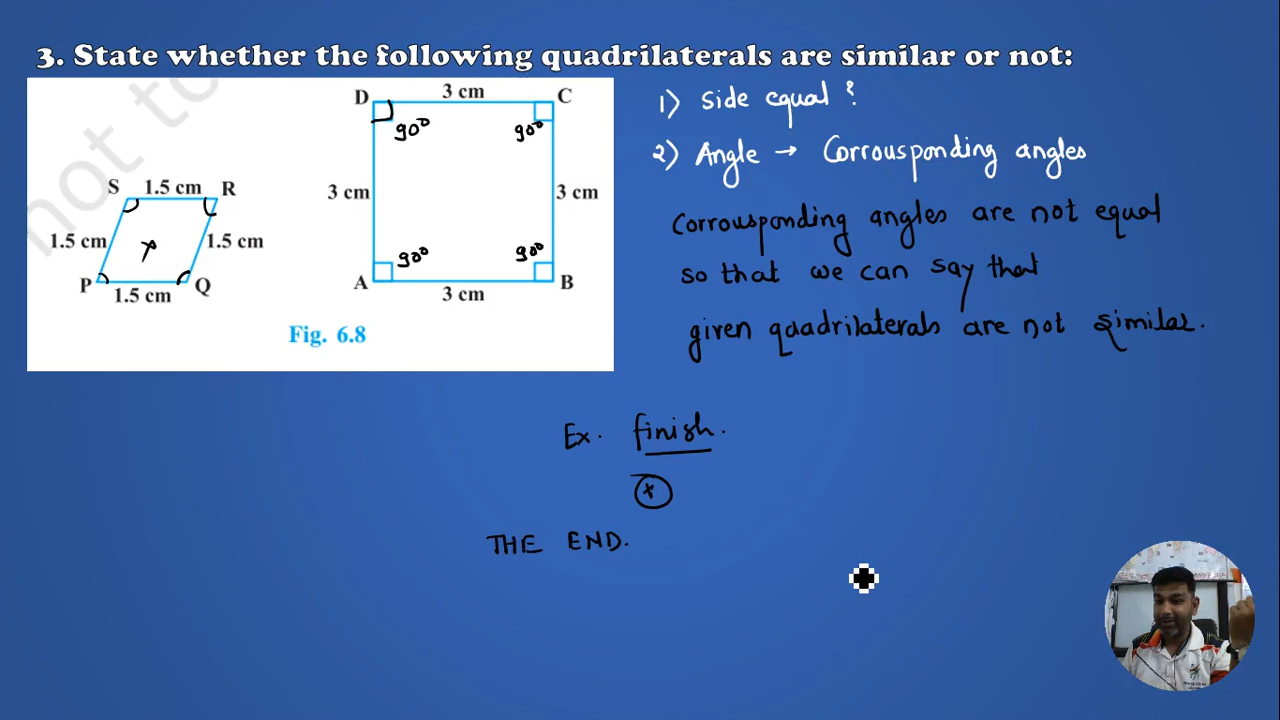 3. State whether the following quadrilaterals are similar or not:
not to
D 3 cm C
90° 90°
3 cm 3 cm
S 1.5 cm R
1.5 cm 1.5 cm
P 1.5 cm Q
90° 90°
A 3 cm B
Fig. 6.8
1) Side equal ?
2) Angle → Corrousponding angles
Corrousponding angles are not equal
so that we can say that
given quadrilaterals are not similar.
Ex. finish.
THE END.